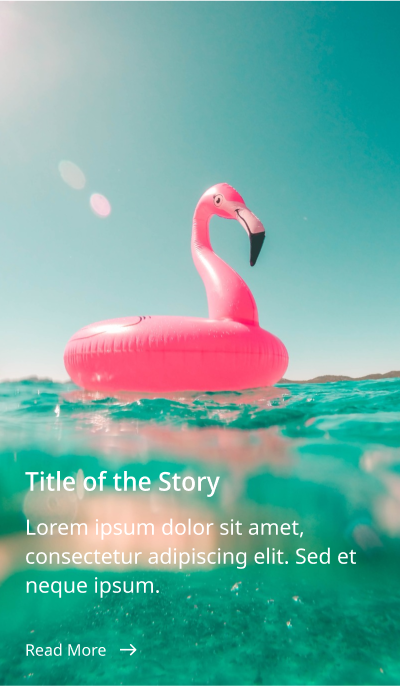 Title of the Story
Lorem ipsum dolor sit amet,
consectetur adipiscing elit. Sed et
neque ipsum.
Read More →